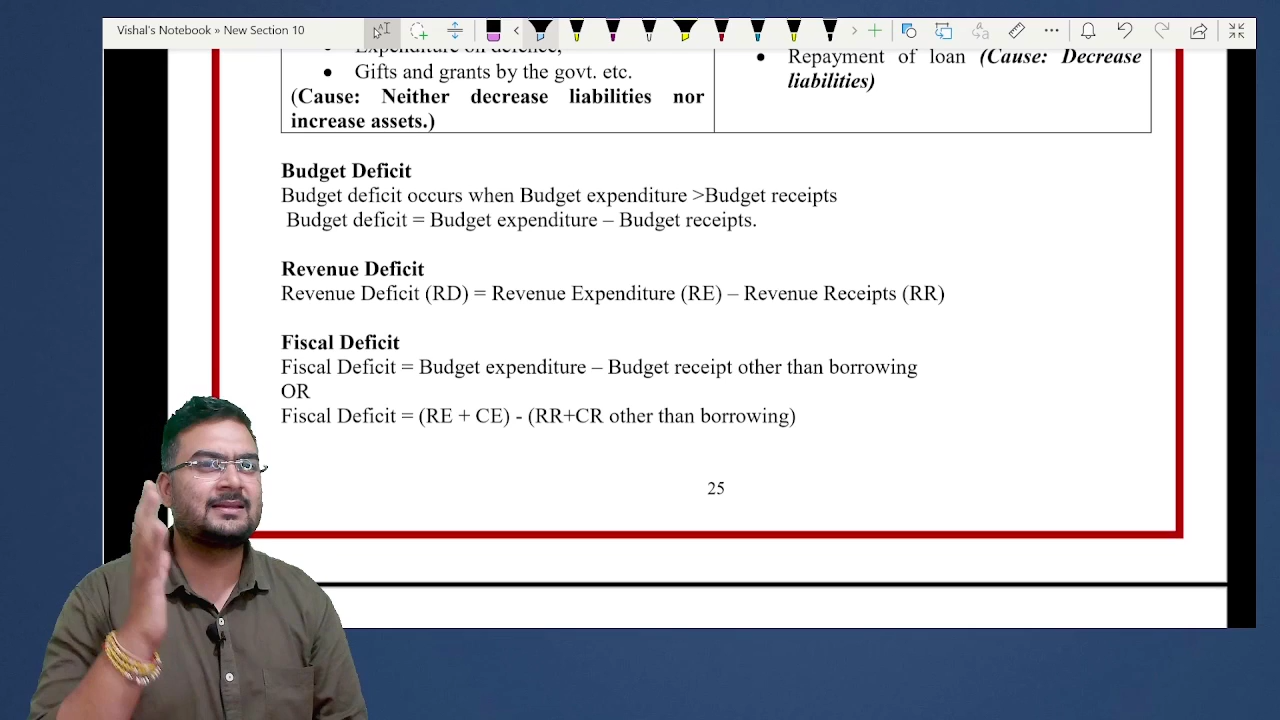 Vishal's Notebook » New Section 10
Expenditure on defence,
• Gifts and grants by the govt. etc.
(Cause: Neither decrease liabilities nor
increase assets.)
• Repayment of loan (Cause: Decrease
liabilities)
Budget Deficit
Budget deficit occurs when Budget expenditure >Budget receipts
Budget deficit = Budget expenditure – Budget receipts.
Revenue Deficit
Revenue Deficit (RD) = Revenue Expenditure (RE) – Revenue Receipts (RR)
Fiscal Deficit
Fiscal Deficit = Budget expenditure – Budget receipt other than borrowing
OR
Fiscal Deficit = (RE + CE) - (RR+CR other than borrowing)
25